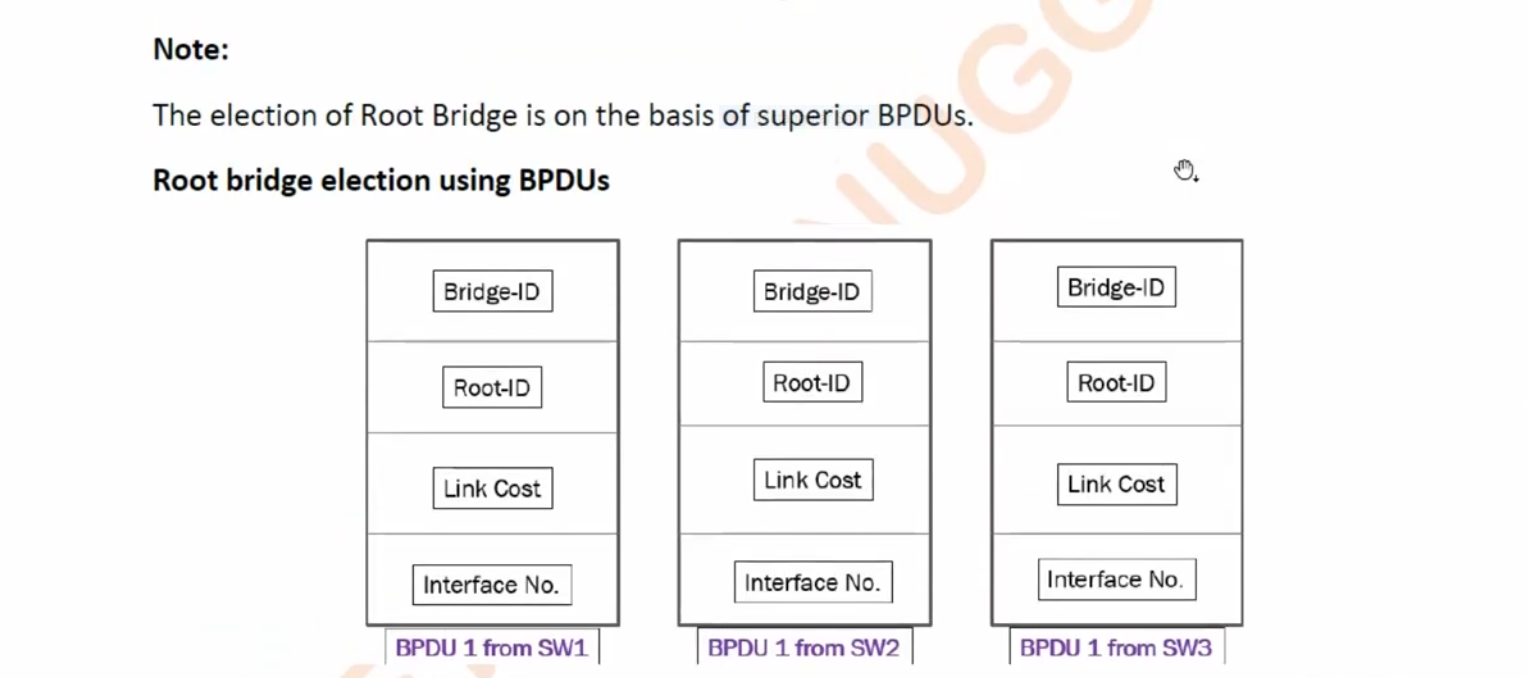 Note:
The election of Root Bridge is on the basis of superior BPDUs.
Root bridge election using BPDUs
Bridge-ID
Root-ID
Link Cost
Interface No.
BPDU 1 from SW1
Bridge-ID
Root-ID
Link Cost
Interface No.
BPDU 1 from SW2
Bridge-ID
Root-ID
Link Cost
Interface No.
BPDU 1 from SW3